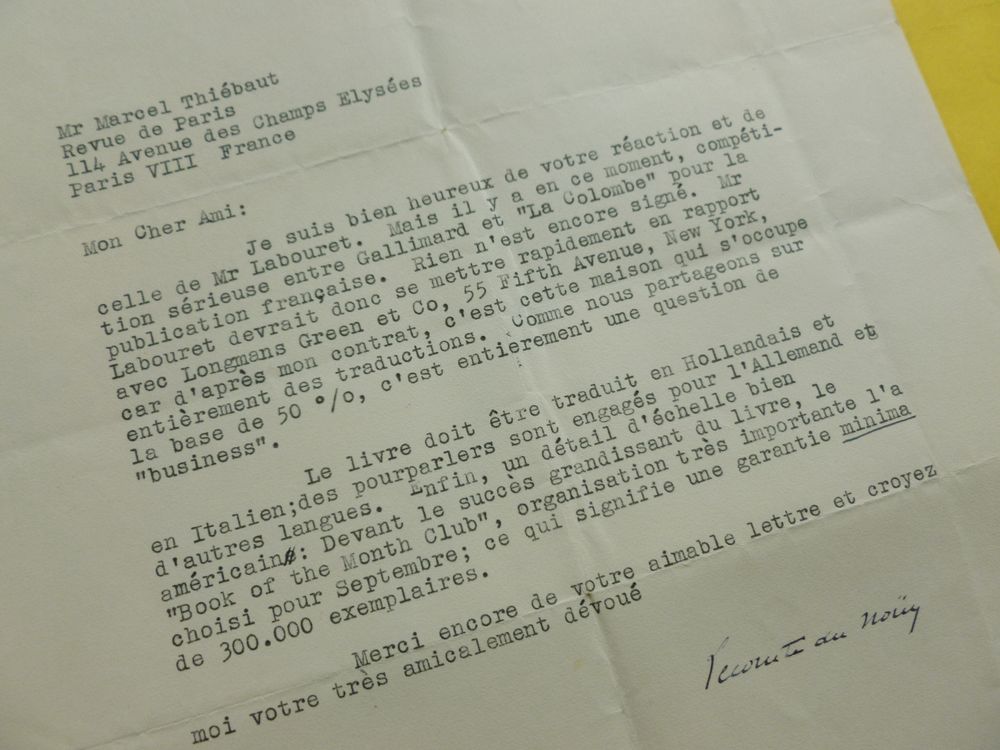 Mr Marcel Thiébaut
Revue de Paris
114 Avenue des Champs Elysées
Paris VIII France
Mon Cher Ami:
Je suis bien heureux de votre réaction et de
celle de Mr Labouret. Mais il y a en ce moment, compéti-
tion sérieuse entre Gallimard et "La Colombe" pour la
publication française. Rien n'est encore signé. Mr
Labouret devrait donc se mettre rapidement en rapport
avec Longmans Green et Co, 55 Fifth Avenue, New York,
car d'après mon contrat, c'est cette maison qui s'occupe
entièrement des traductions. Comme nous partageons sur
la base de 50 °/o, c'est entièrement une question de
"business".
Le livre doit être traduit en Hollandais et
en Italien;des pourparlers sont engagés pour l'Allemand et
d'autres langues. Enfin, un détail d'échelle bien
américain: Devant le succès grandissant du livre, le
"Book of the Month Club", organisation très importante l'a
choisi pour Septembre; ce qui signifie une garantie minima
de 300.000 exemplaires.
Merci encore de votre aimable lettre et croyez
moi votre très amicalement dévoué
Lecomte du Noüy